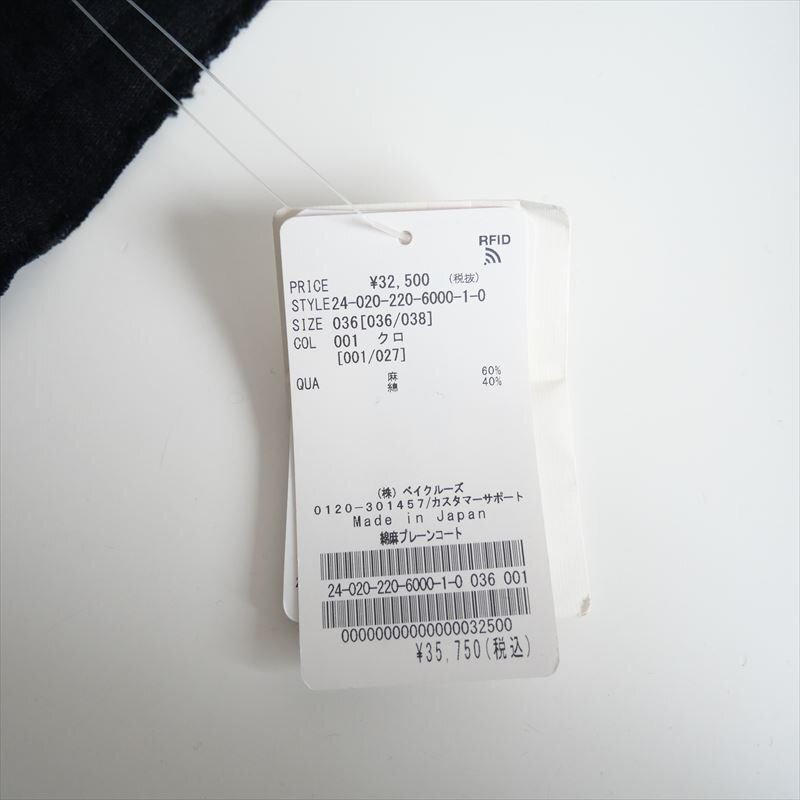 RFID
PRICE ¥32,500 (税抜)
STYLE24-020-220-6000-1-0
SIZE 036[036/038]
COL 001 クロ
[001/027]
QUA 麻 60%
綿 40%
(株) ベイクルーズ
0120-301457/カスタマーサポート
Made in Japan
綿麻プレーンコート
24-020-220-6000-1-0 036 001
00000000000000032500
¥35,750(税込)